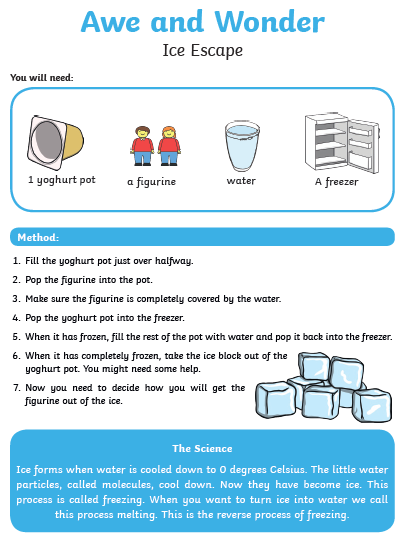 Awe and Wonder
Ice Escape
You will need:
1 yoghurt pot
a figurine
water
A freezer
Method:
1. Fill the yoghurt pot just over halfway.
2. Pop the figurine into the pot.
3. Make sure the figurine is completely covered by the water.
4. Pop the yoghurt pot into the freezer.
5. When it has frozen, fill the rest of the pot with water and pop it back into the freezer.
6. When it has completely frozen, take the ice block out of the
yoghurt pot. You might need some help.
7. Now you need to decide how you will get the
figurine out of the ice.
The Science
Ice forms when water is cooled down to 0 degrees Celsius. The little water
particles, called molecules, cool down. Now they have become ice. This
process is called freezing. When you want to turn ice into water we call
this process melting. This is the reverse process of freezing.